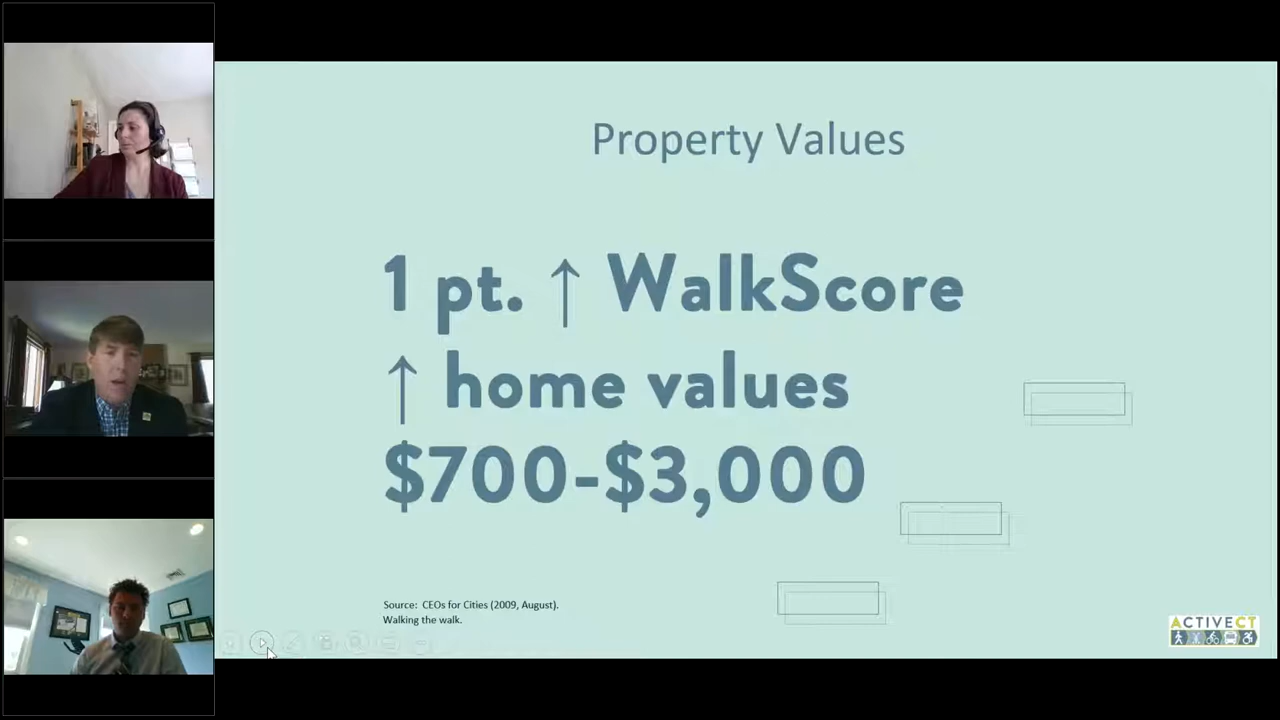 Property Values
1 pt. ↑ WalkScore
↑ home values
$700-$3,000
Source: CEOs for Cities (2009, August).
Walking the walk.
ACTIVECT